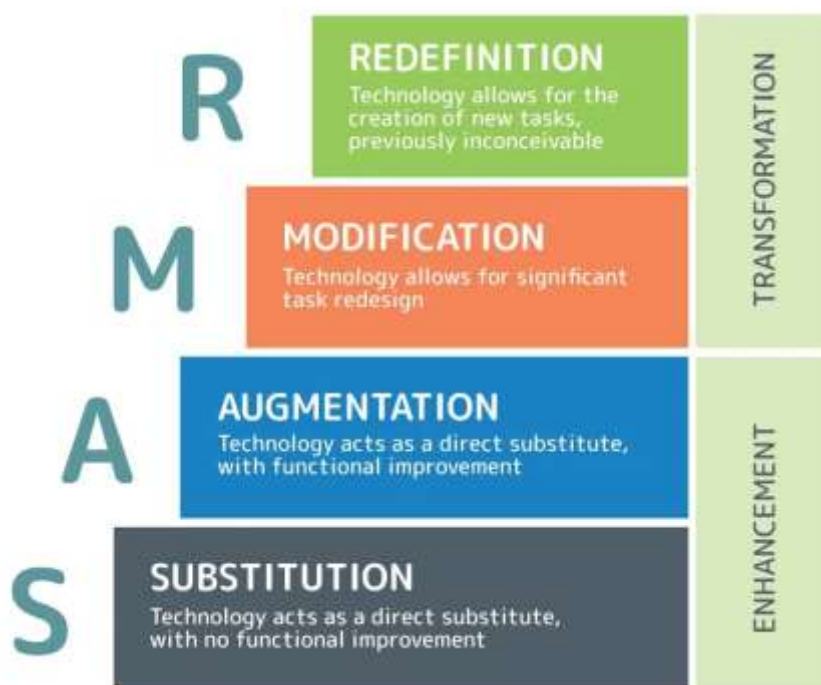 R
REDEFINITION
Technology allows for the
creation of new tasks,
previously inconceivable
M
MODIFICATION
Technology allows for significant
task redesign
TRANSFORMATION
A
AUGMENTATION
Technology acts as a direct substitute,
with functional improvement
S
SUBSTITUTION
Technology acts as a direct substitute,
with no functional improvement
ENHANCEMENT